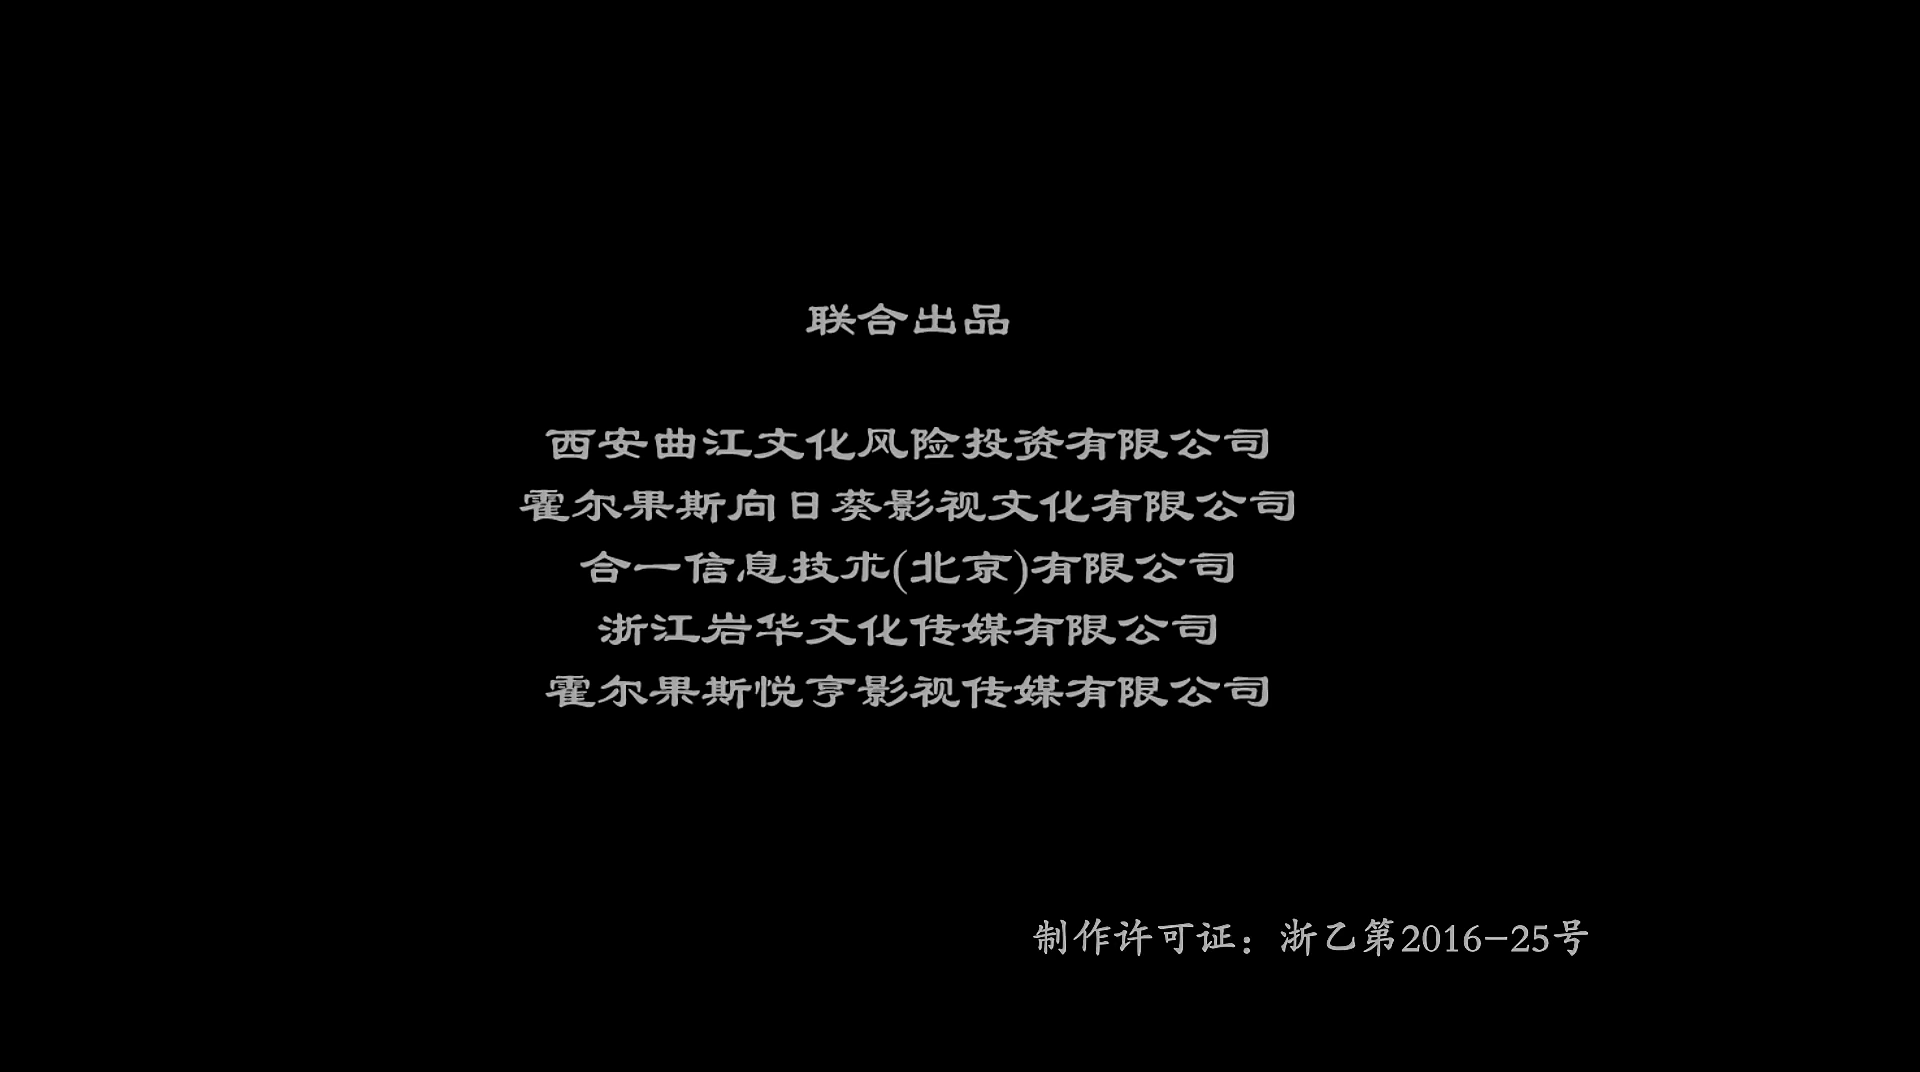 联合出品
西安曲江文化风险投资有限公司
霍尔果斯向日葵影视文化有限公司
合一信息技术(北京)有限公司
浙江岩华文化传媒有限公司
霍尔果斯悦亨影视传媒有限公司
制作许可证：浙乙第2016-25号